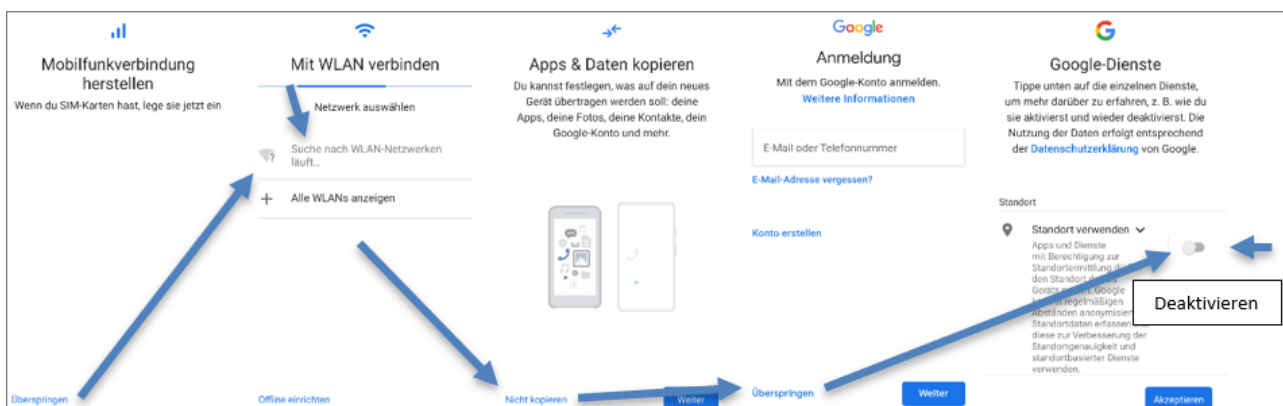 Mobilfunkverbindung
herstellen
Wenn du SIM-Karten hast, lege sie jetzt ein
Überspringen
Mit WLAN verbinden
Netzwerk auswählen
Suche nach WLAN-Netzwerken
läuft...
Alle WLANs anzeigen
Offline einrichten
Apps & Daten kopieren
Du kannst festlegen, was auf dein neues
Gerät übertragen werden soll: deine
Apps, deine Fotos, deine Kontakte, dein
Google-Konto und mehr.
Nicht kopieren
Weiter
Google
Anmeldung
Mit dem Google-Konto anmelden.
Weitere Informationen
E-Mail oder Telefonnummer
E-Mail-Adresse vergessen?
Konto erstellen
Überspringen
Weiter
G
Google-Dienste
Tippe unten auf die einzelnen Dienste,
um mehr darüber zu erfahren, z. B. wie du
sie aktivierst und wieder deaktivierst. Die
Nutzung der Daten erfolgt entsprechend
der Datenschutzerklärung von Google.
Standort
Standort verwenden
Apps und Dienste
mit Berechtigung zur
Standortermittlung
den Standort
Geräts Google
regelmäßigen
Abständen
Standortdaten erfassen
diese zur Verbesserung der
Standortgenauigkeit und
standortbasierter Dienste
verwenden.
Deaktivieren
Akzeptieren